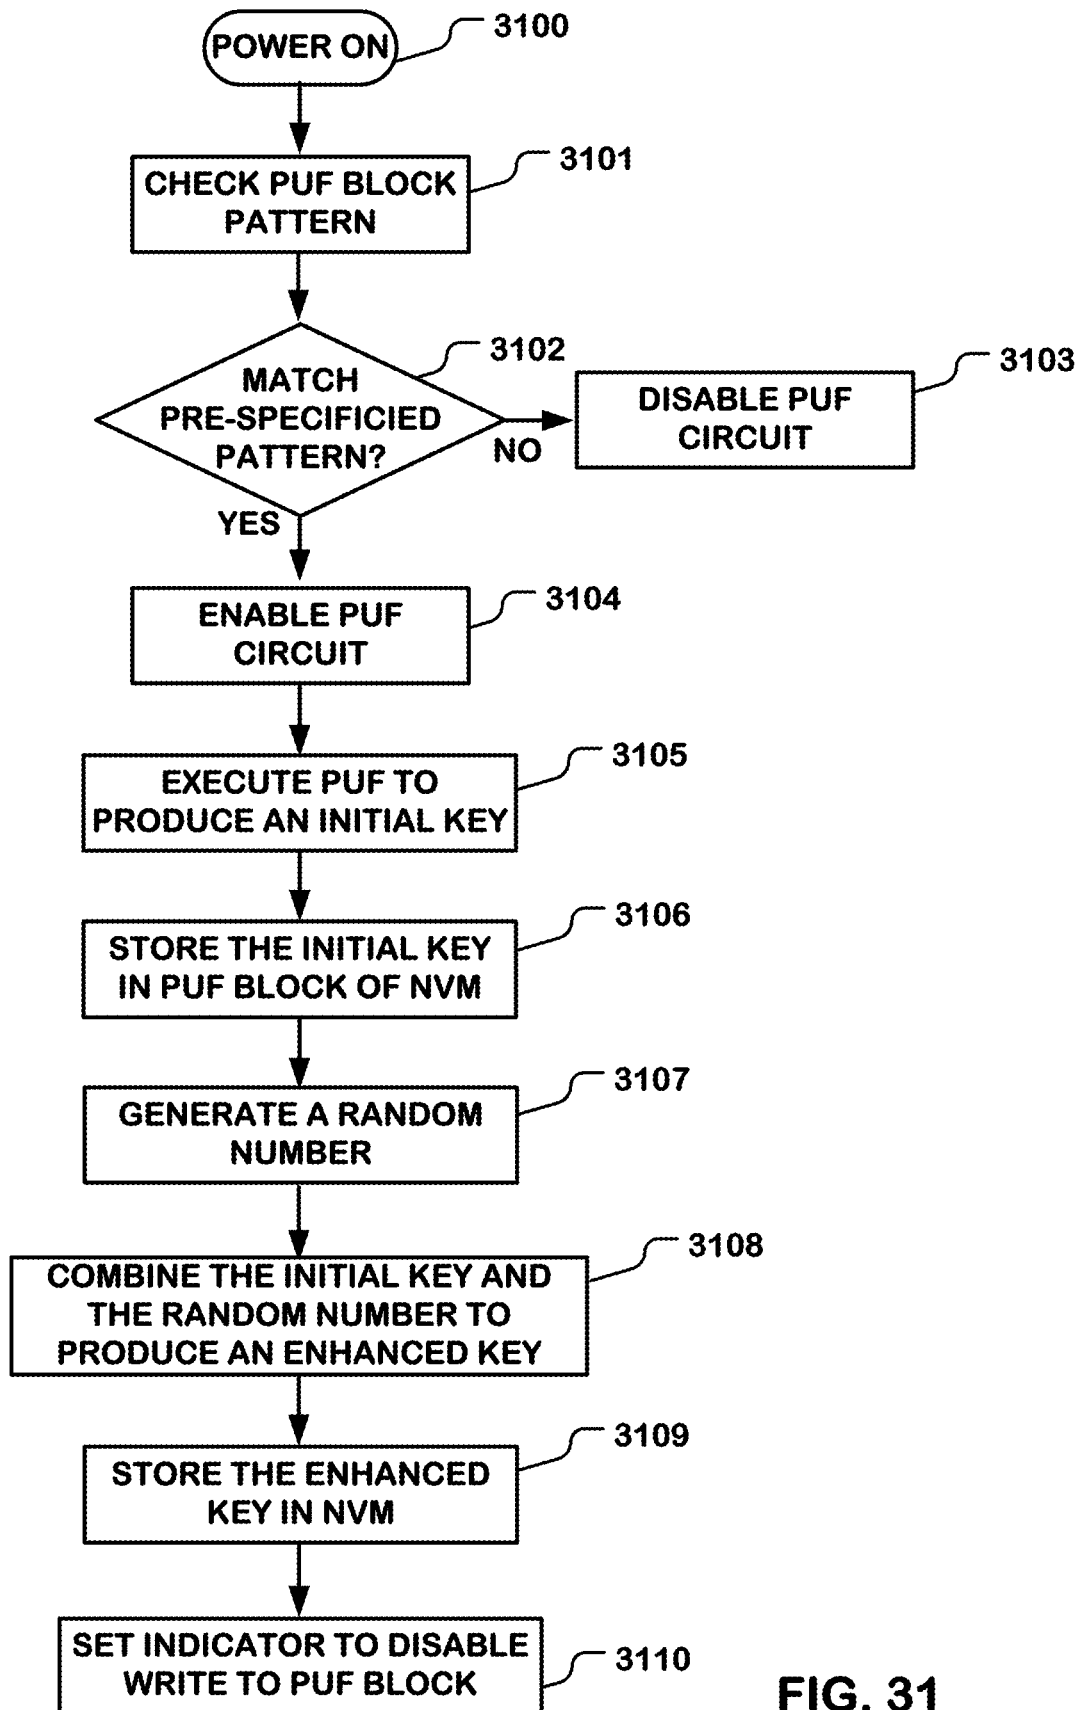 POWER ON
3100
CHECK PUF BLOCK
PATTERN
3101
MATCH
PRE-SPECIFICIED
PATTERN?
3102
NO
YES
DISABLE PUF
CIRCUIT
3103
ENABLE PUF
CIRCUIT
3104
EXECUTE PUF TO
PRODUCE AN INITIAL KEY
3105
STORE THE INITIAL KEY
IN PUF BLOCK OF NVM
3106
GENERATE A RANDOM
NUMBER
3107
COMBINE THE INITIAL KEY AND
THE RANDOM NUMBER TO
PRODUCE AN ENHANCED KEY
3108
STORE THE ENHANCED
KEY IN NVM
3109
SET INDICATOR TO DISABLE
WRITE TO PUF BLOCK
3110
FIG. 31